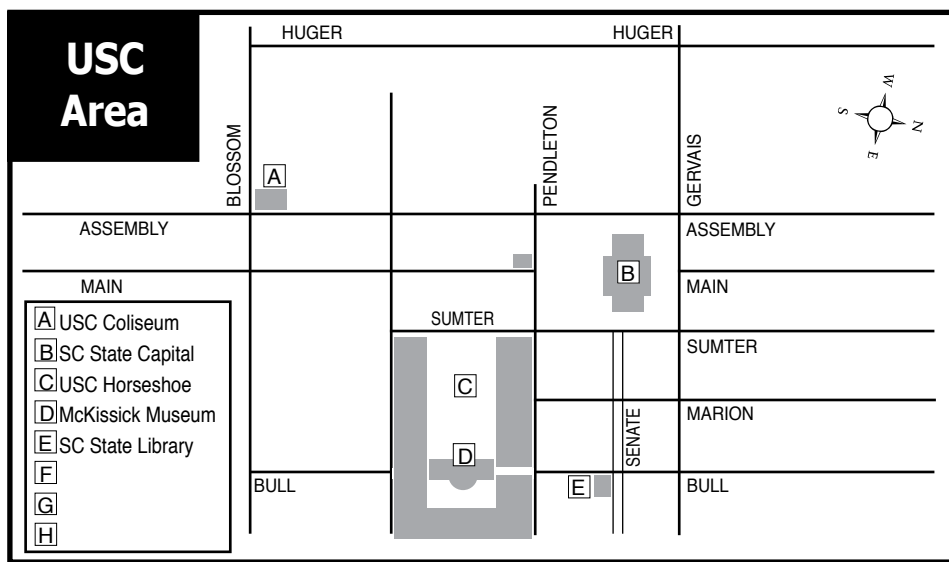 USC
Area
HUGER
HUGER
BLOSSOM
PENDLETON
GERVAIS
W
S
N
E
A
ASSEMBLY
ASSEMBLY
B
MAIN
MAIN
SUMTER
SUMTER
C
MARION
SENATE
D
BULL
E
BULL
A USC Coliseum
B SC State Capital
C USC Horseshoe
D McKissick Museum
E SC State Library
F
G
H